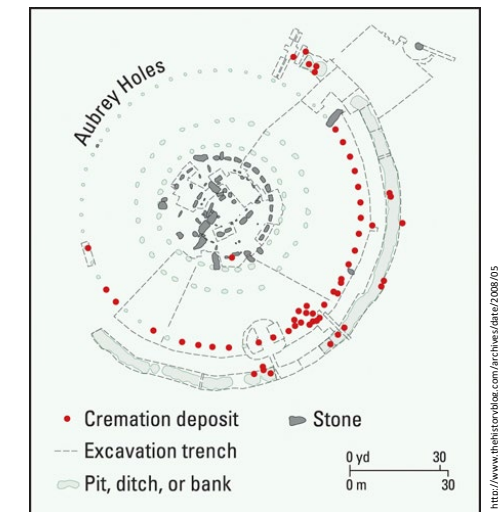 Aubrey Holes
Cremation deposit
Stone
Excavation trench
Pit, ditch, or bank
0 yd 30
0 m 30
http://www.thehistoryblog.com/archives/date/2008/05